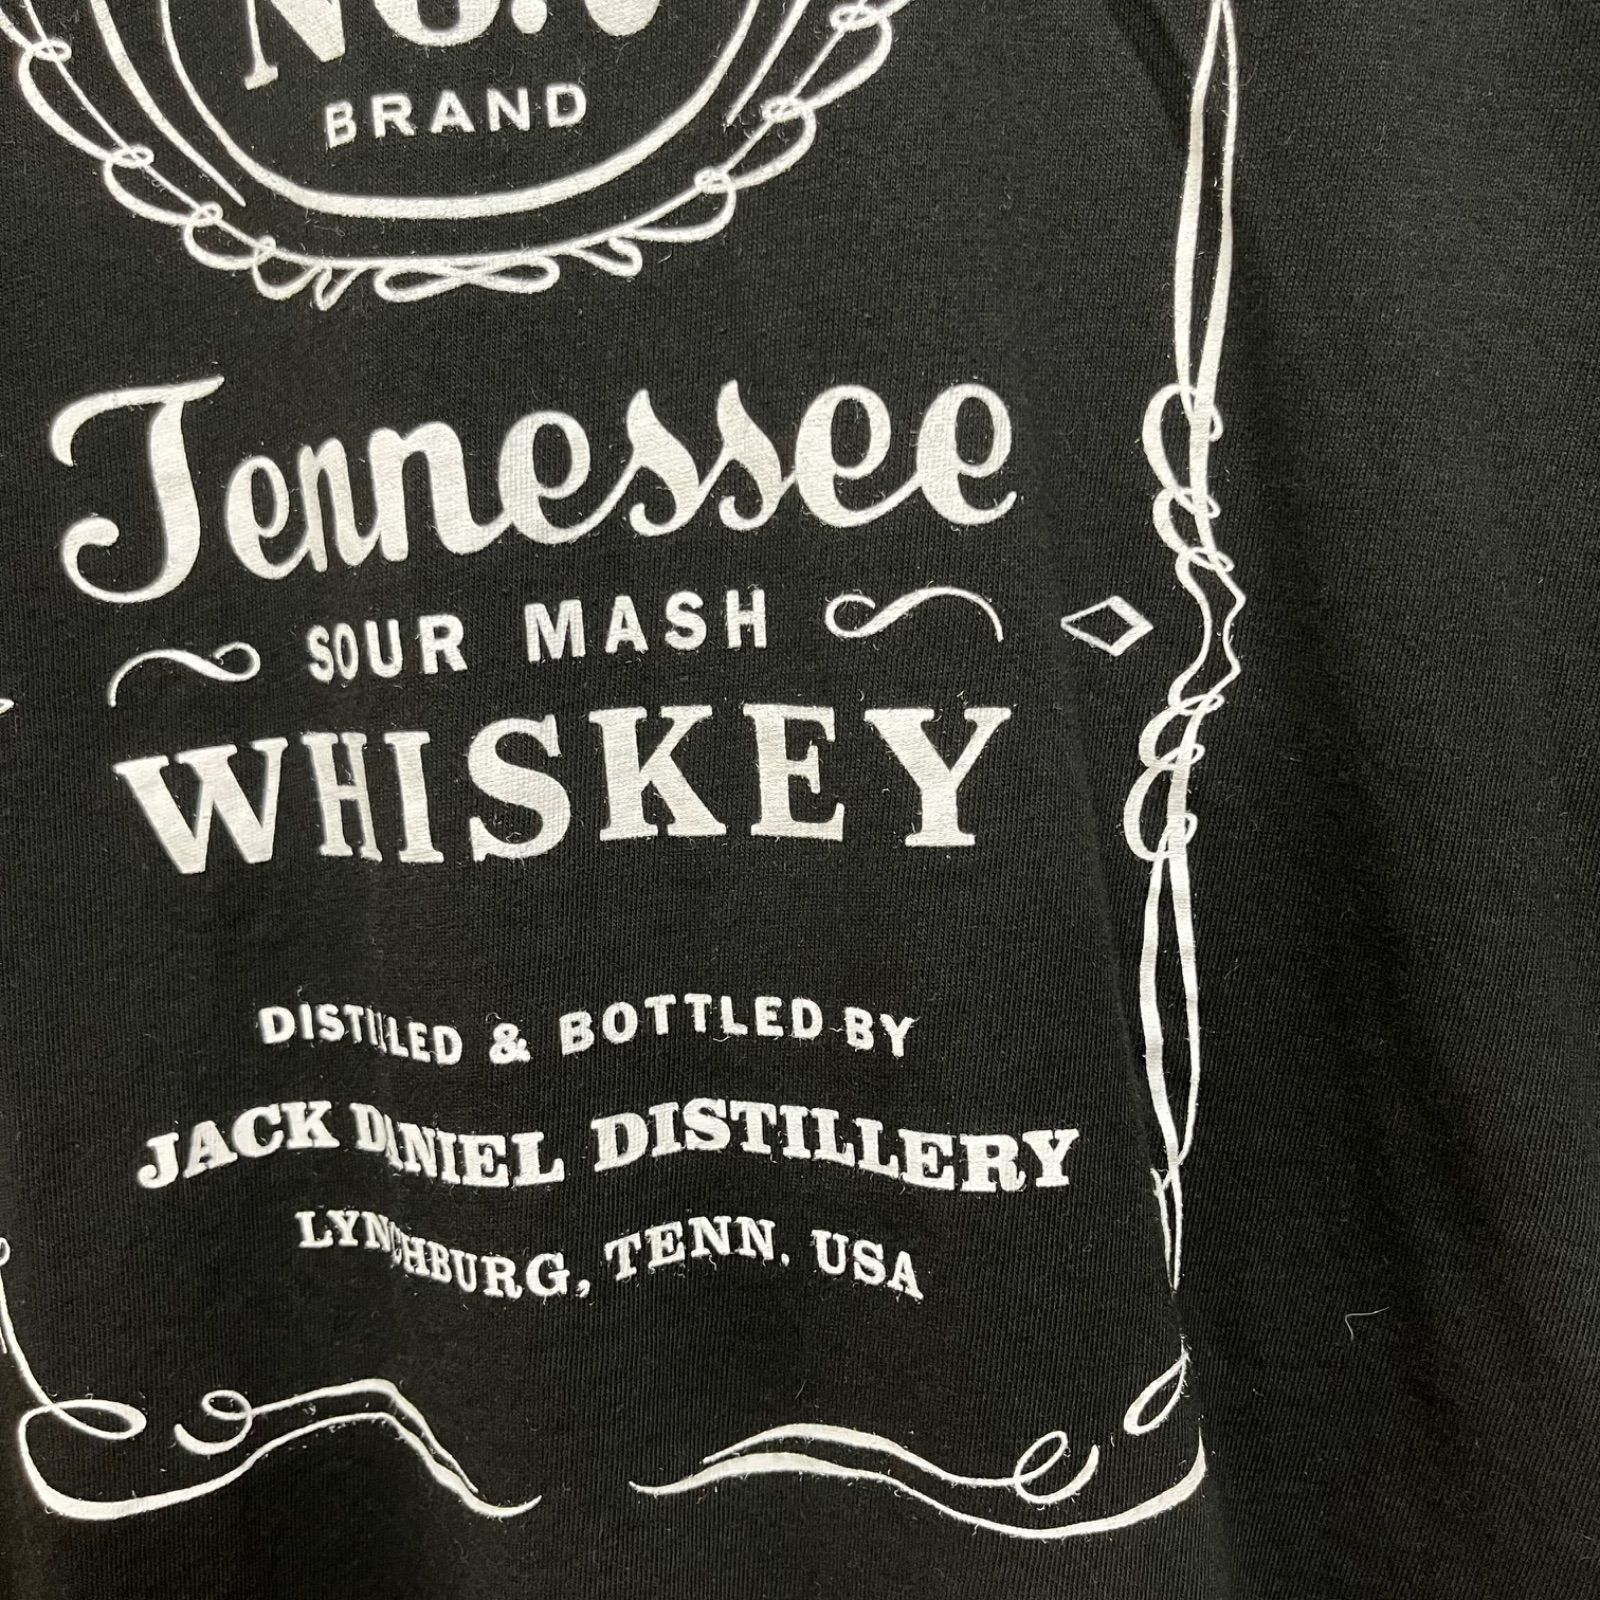 BRAND
Tennessee
SOUR MASH
WHISKEY
DISTILLED & BOTTLED BY
JACK DANIEL DISTILLERY
LYNCHBURG, TENN. USA